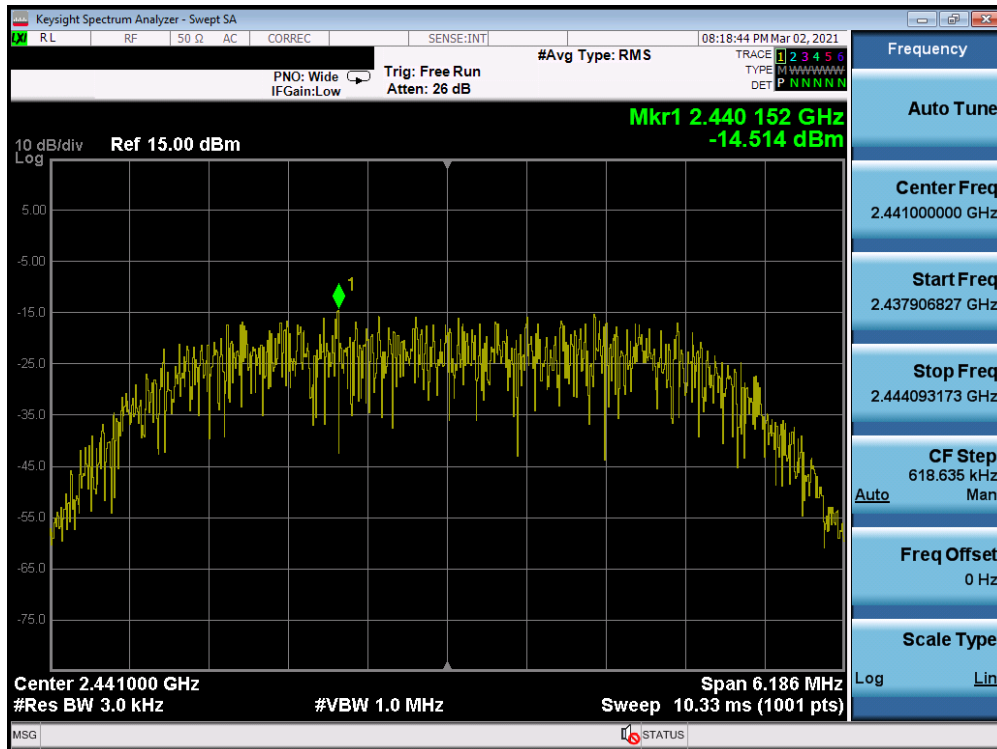 Keysight Spectrum Analyzer - Swept SA
LXI RL RF 50 Ω AC CORREC SENSE:INT 08:18:44 PM Mar 02, 2021
#Avg Type: RMS
TRACE 1 2 3 4 5 6
PNO: Wide Trig: Free Run
TYPE M W W W W W
IFGain:Low Atten: 26 dB
DET P N N N N N
Mkr1 2.440 152 GHz
-14.514 dBm
10 dB/div Ref 15.00 dBm
Log
5.00
-5.00
1
-15.0
-25.0
-35.0
-45.0
-55.0
-65.0
-75.0
Center 2.441000 GHz Span 6.186 MHz
#Res BW 3.0 kHz #VBW 1.0 MHz Sweep 10.33 ms (1001 pts)
MSG STATUS
Frequency
Auto Tune
Center Freq
2.441000000 GHz
Start Freq
2.437906827 GHz
Stop Freq
2.444093173 GHz
CF Step
618.635 kHz
Auto Man
Freq Offset
0 Hz
Scale Type
Log Lin